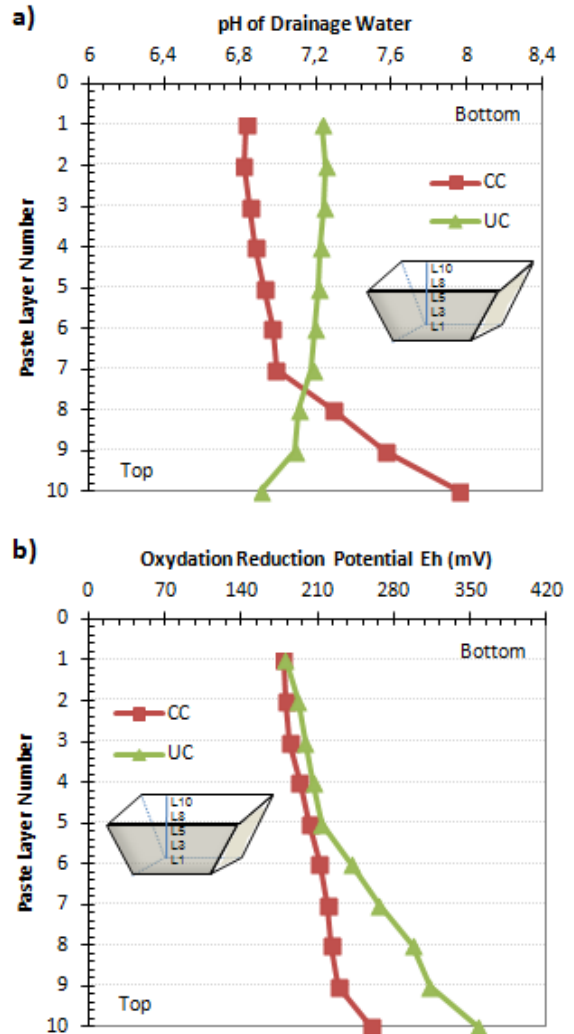 a)
pH of Drainage Water
6 6,4 6,8 7,2 7,6 8 8,4
0
1
2
3
4
5
6
7
8
9
10
Paste Layer Number
Bottom
CC
UC
L10
L8
L5
L3
L1
Top
b)
Oxydation Reduction Potential Eh (mV)
0 70 140 210 280 350 420
0
1
2
3
4
5
6
7
8
9
10
Paste Layer Number
Bottom
CC
UC
L10
L8
L5
L3
L1
Top